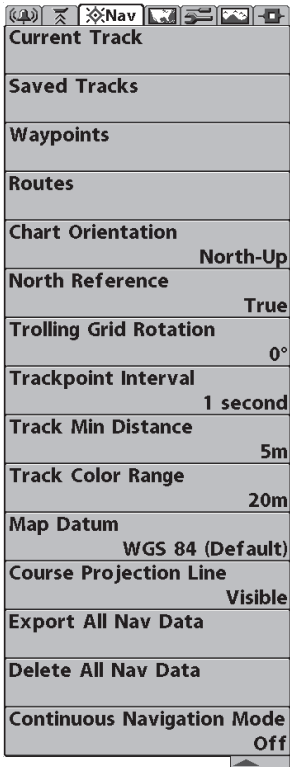 Nav
Current Track
Saved Tracks
Waypoints
Routes
Chart Orientation
North-Up
North Reference
True
Trolling Grid Rotation
0°
Trackpoint Interval
1 second
Track Min Distance
5m
Track Color Range
20m
Map Datum
WGS 84 (Default)
Course Projection Line
Visible
Export All Nav Data
Delete All Nav Data
Continuous Navigation Mode
Off